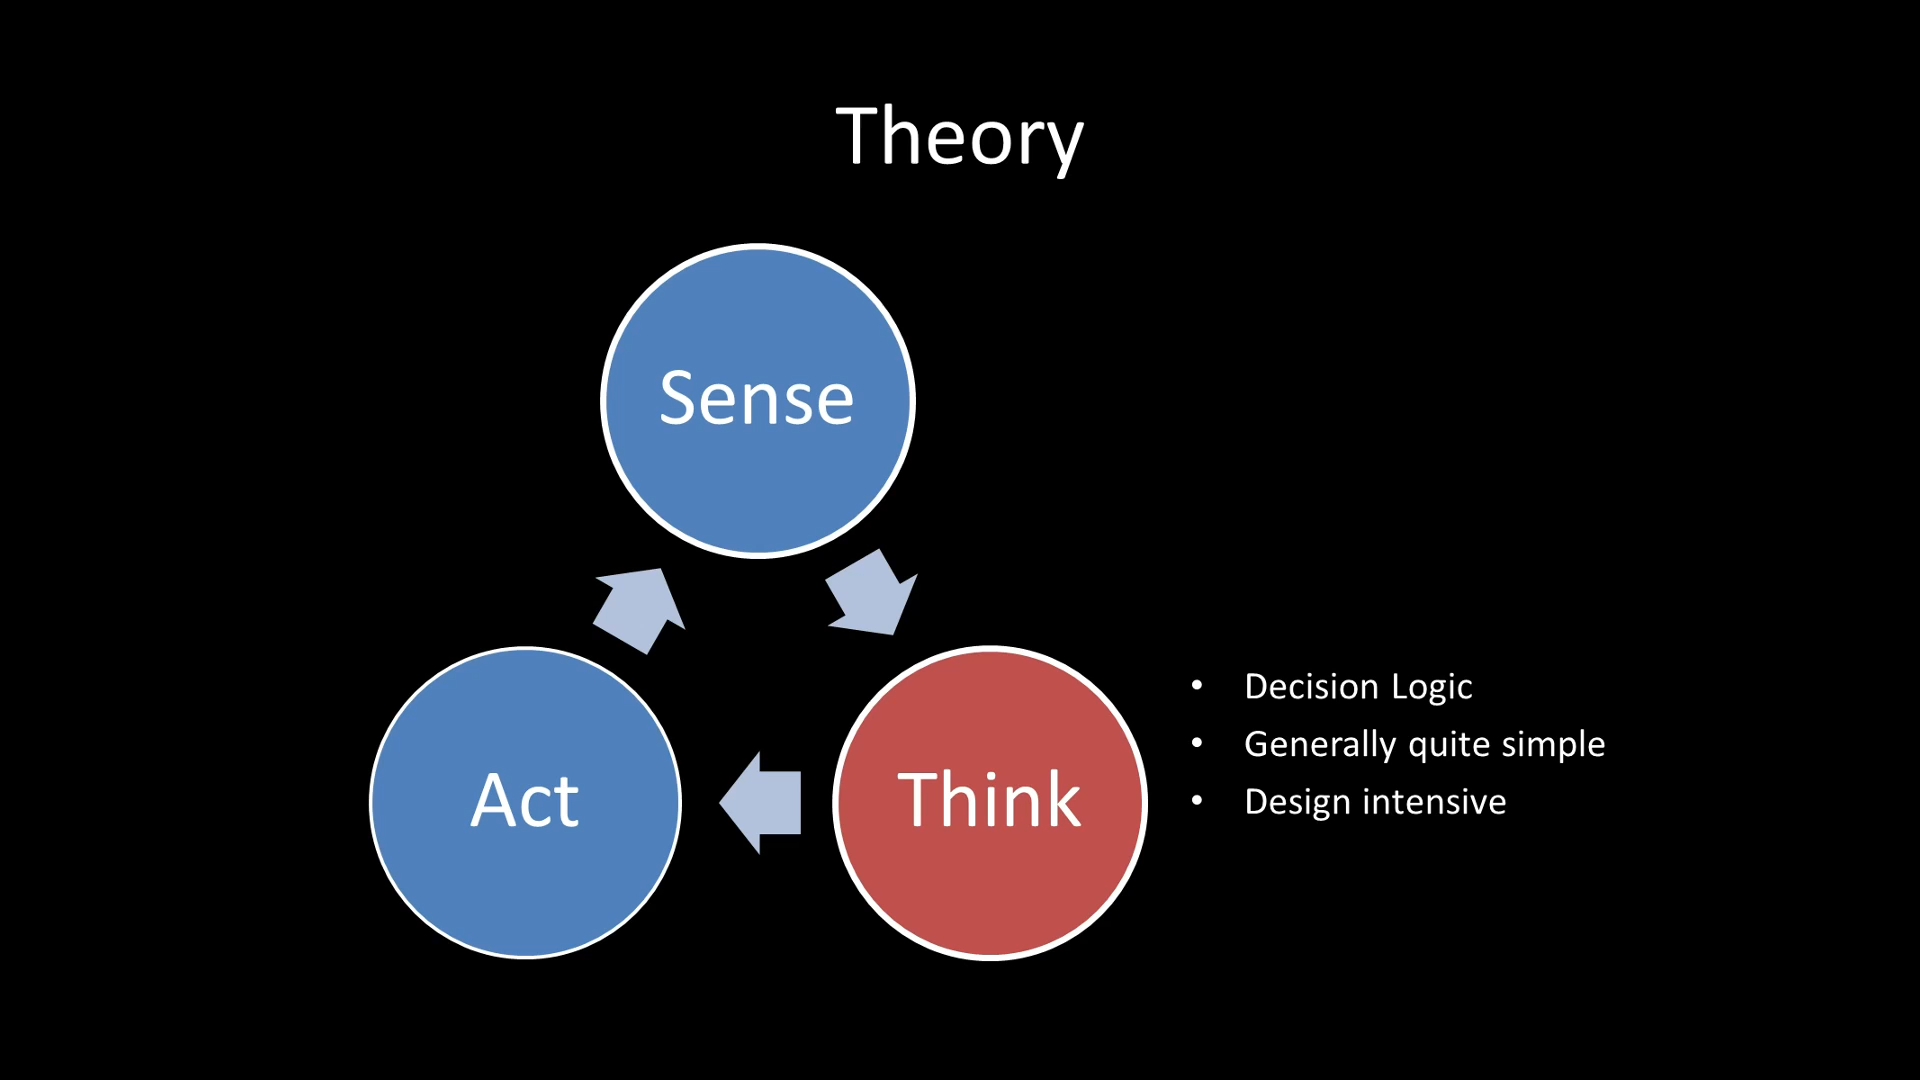 Theory
Sense
Act
Think
• Decision Logic
• Generally quite simple
• Design intensive